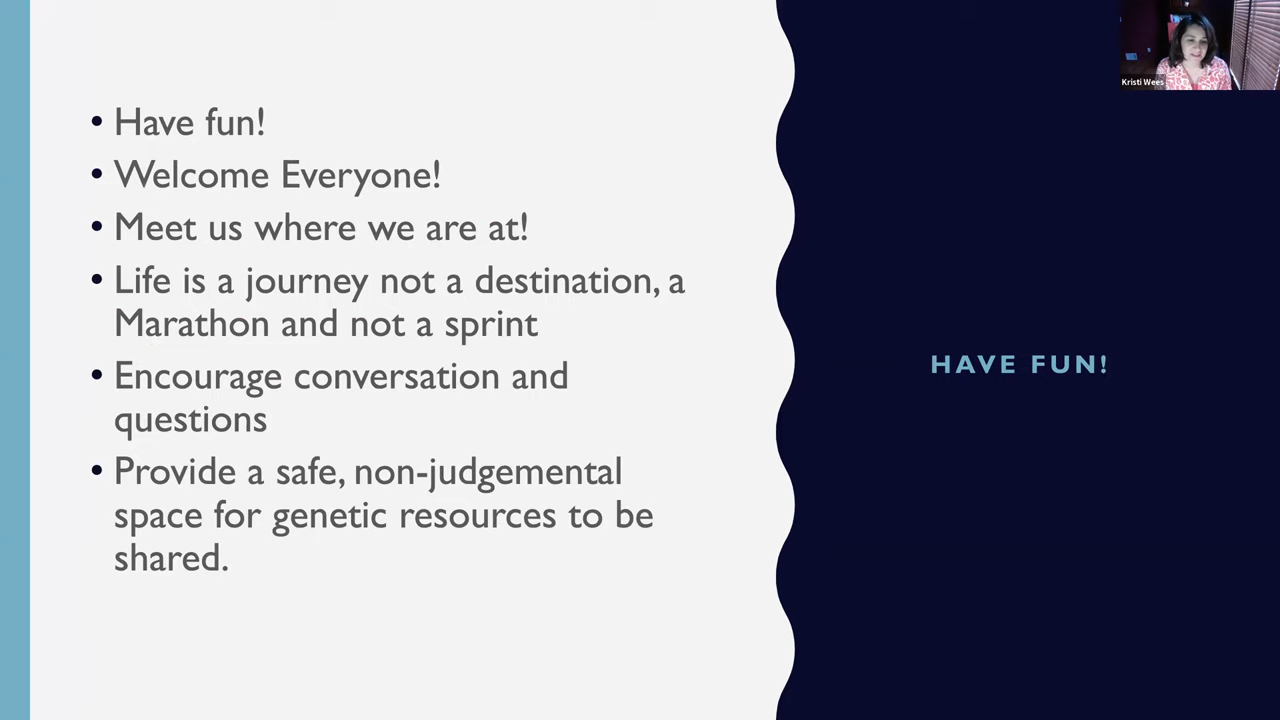 • Have fun!
• Welcome Everyone!
• Meet us where we are at!
• Life is a journey not a destination, a
Marathon and not a sprint
• Encourage conversation and
questions
• Provide a safe, non-judgemental
space for genetic resources to be
shared.
HAVE FUN!
Kristi Wees